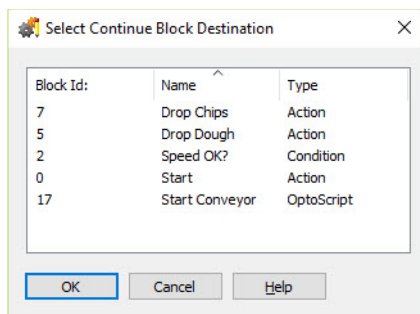 Select Continue Block Destination
Block Id: Name Type
7 Drop Chips Action
5 Drop Dough Action
2 Speed OK? Condition
0 Start Action
17 Start Conveyor OptoScript
OK Cancel Help